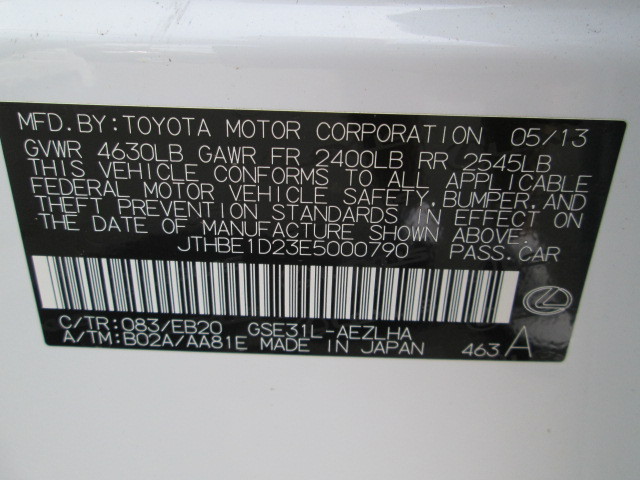 MFD.BY:TOYOTA MOTOR CORPORATION 05/13
GVWR 4630LB GAWR FR 2400LB RR 2545LB
THIS VEHICLE CONFORMS TO ALL APPLICABLE
FEDERAL MOTOR VEHICLE SAFETY, BUMPER, AND
THEFT PREVENTION STANDARDS IN EFFECT ON
THE DATE OF MANUFACTURE SHOWN ABOVE.
JTHBE1D23E5000790 PASS.CAR
C/TR:083/EB20 GSE31L-AEZLHA
A/TM:B02A/AA81E MADE IN JAPAN 463 A